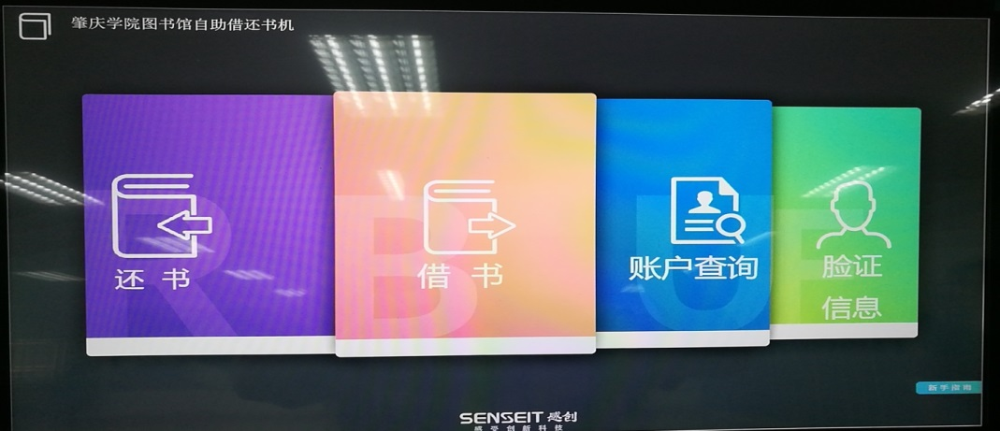 肇庆学院图书馆自助借还书机
还书
借书
账户查询
脸证
信息
新手指南
SENSEIT 感创
感受创新科技